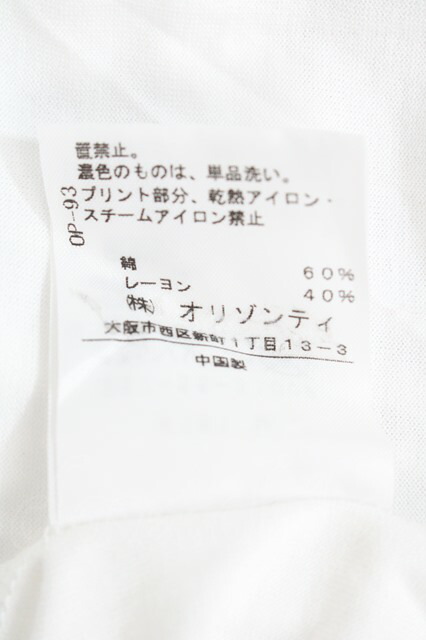 置禁止。
濃色のものは、単品洗い。
プリント部分、乾熱アイロン・
スチームアイロン禁止
OP-93
綿 60%
レーヨン 40%
(株) オリゾンティ
大阪市西区新町1丁目13-3
中国製